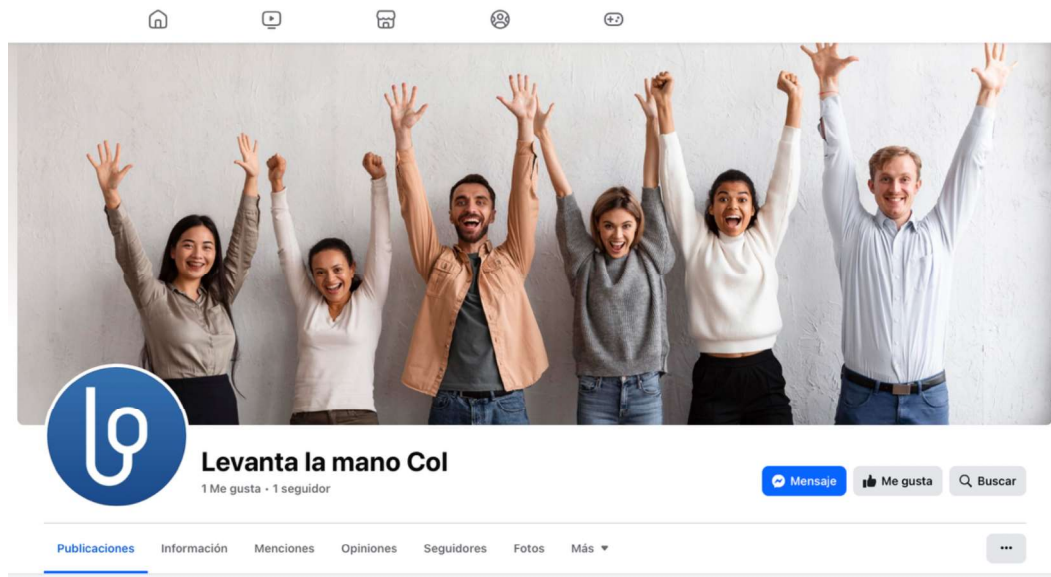 Levanta la mano Col
1 Me gusta · 1 seguidor
Mensaje
Me gusta
Buscar
Publicaciones
Información
Menciones
Opiniones
Seguidores
Fotos
Más